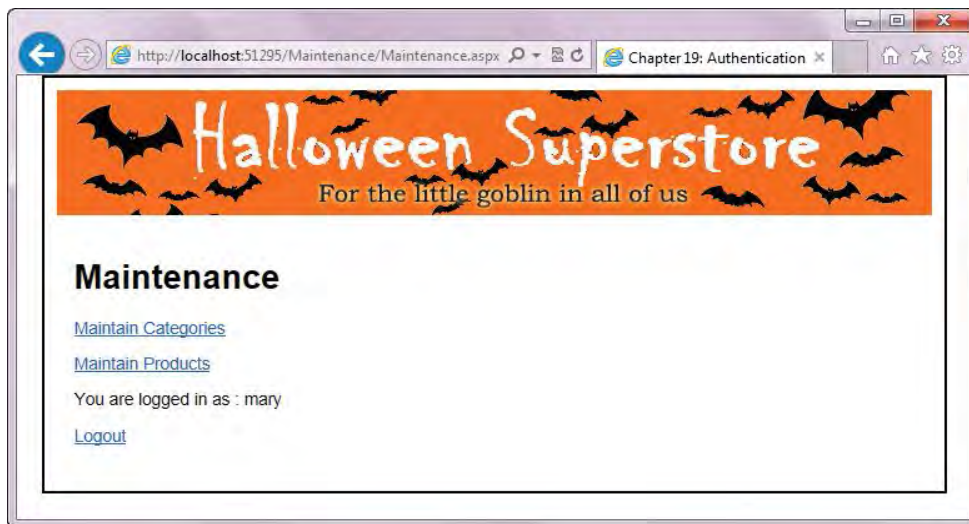 http://localhost:51295/Maintenance/Maintenance.aspx
Chapter 19: Authentication
Halloween Superstore
For the little goblin in all of us
Maintenance
Maintain Categories
Maintain Products
You are logged in as : mary
Logout